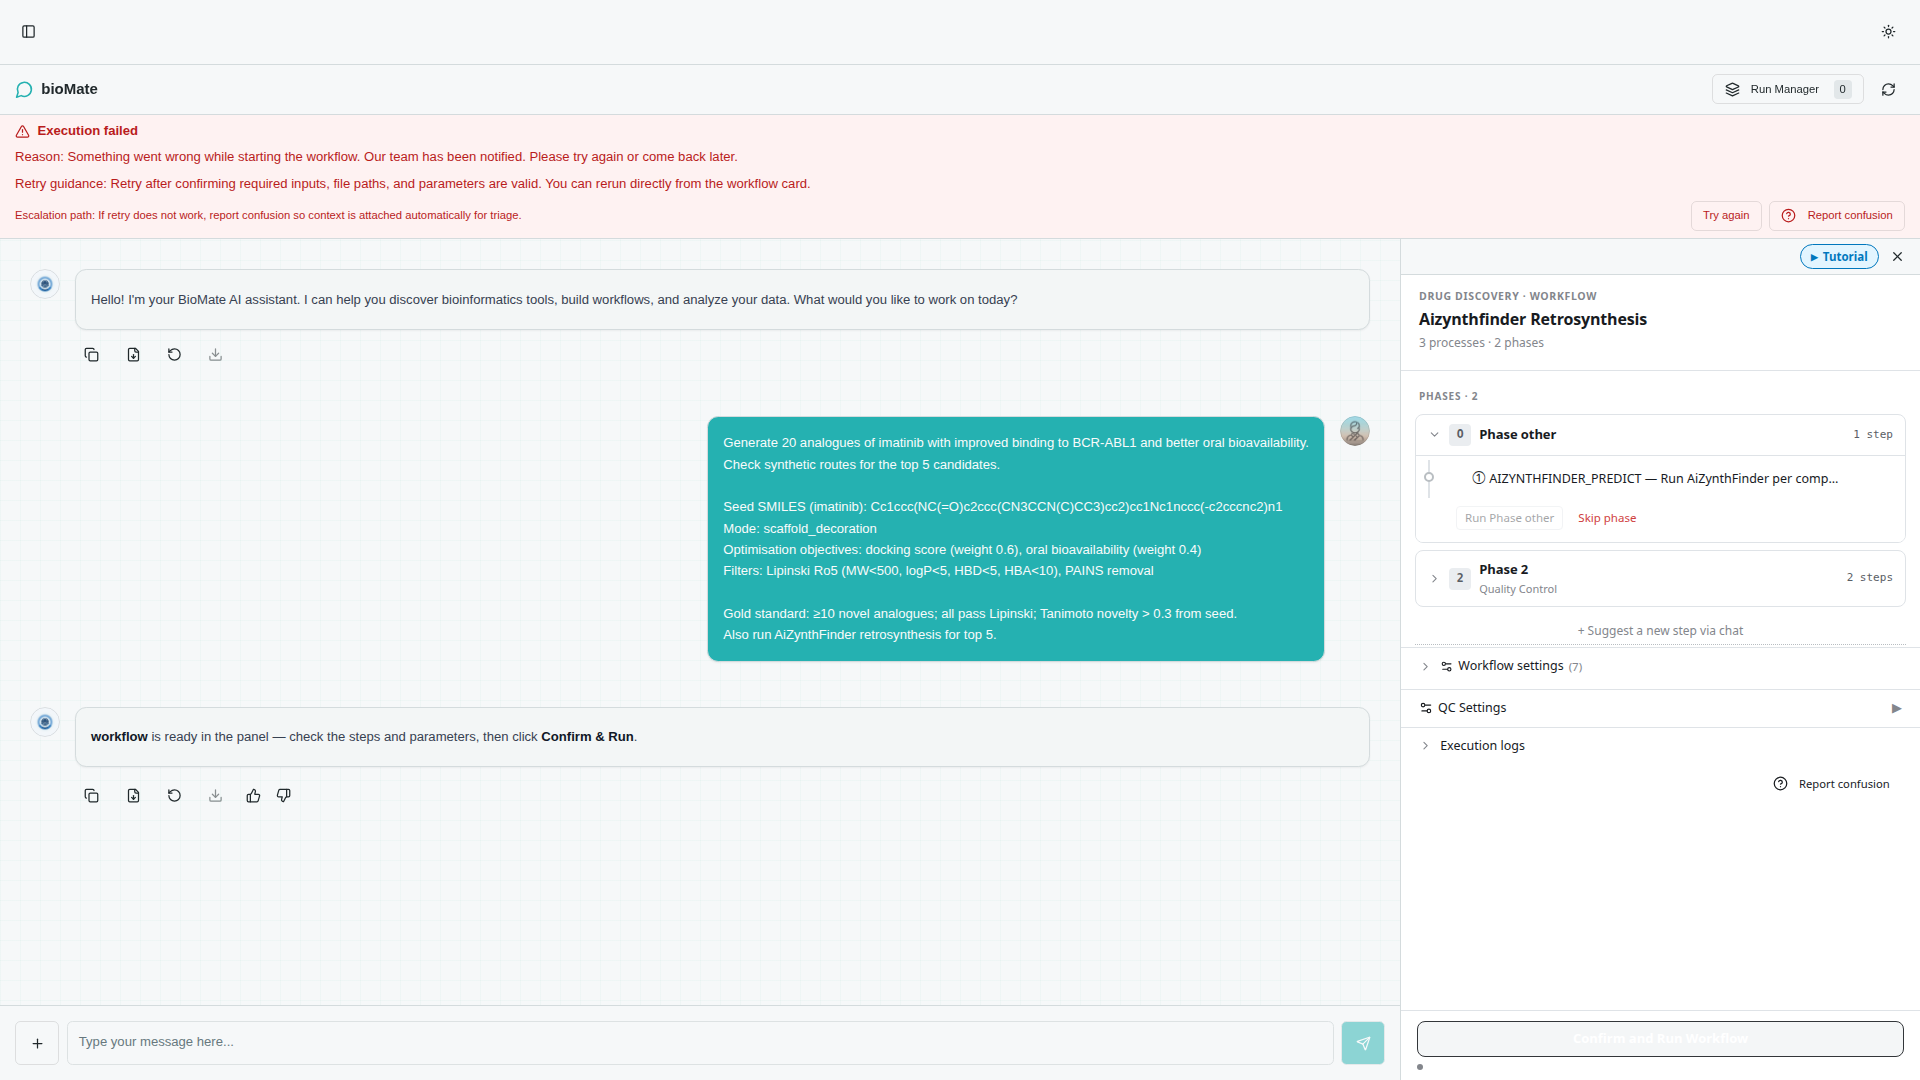 bioMate
Run Manager 0
Execution failed
Reason: Something went wrong while starting the workflow. Our team has been notified. Please try again or come back later.
Retry guidance: Retry after confirming required inputs, file paths, and parameters are valid. You can rerun directly from the workflow card.
Escalation path: If retry does not work, report confusion so context is attached automatically for triage.
Try again
Report confusion
Hello! I'm your BioMate AI assistant. I can help you discover bioinformatics tools, build workflows, and analyze your data. What would you like to work on today?
Generate 20 analogues of imatinib with improved binding to BCR-ABL1 and better oral bioavailability.
Check synthetic routes for the top 5 candidates.
Seed SMILES (imatinib): Cc1ccc(NC(=O)c2ccc(CN3CCN(C)CC3)cc2)cc1Nc1nccc(-c2cccnc2)n1
Mode: scaffold_decoration
Optimisation objectives: docking score (weight 0.6), oral bioavailability (weight 0.4)
Filters: Lipinski Ro5 (MW<500, logP<5, HBD<5, HBA<10), PAINS removal
Gold standard: ≥10 novel analogues; all pass Lipinski; Tanimoto novelty > 0.3 from seed.
Also run AiZynthFinder retrosynthesis for top 5.
workflow is ready in the panel — check the steps and parameters, then click Confirm & Run.
Type your message here...
▶ Tutorial
DRUG DISCOVERY · WORKFLOW
Aizynthfinder Retrosynthesis
3 processes · 2 phases
PHASES · 2
0 Phase other 1 step
① AIZYNTHFINDER_PREDICT — Run AiZynthFinder per comp...
Run Phase other Skip phase
2 Phase 2 2 steps
Quality Control
+ Suggest a new step via chat
Workflow settings (7)
QC Settings ▶
Execution logs
Report confusion
Confirm and Run Workflow